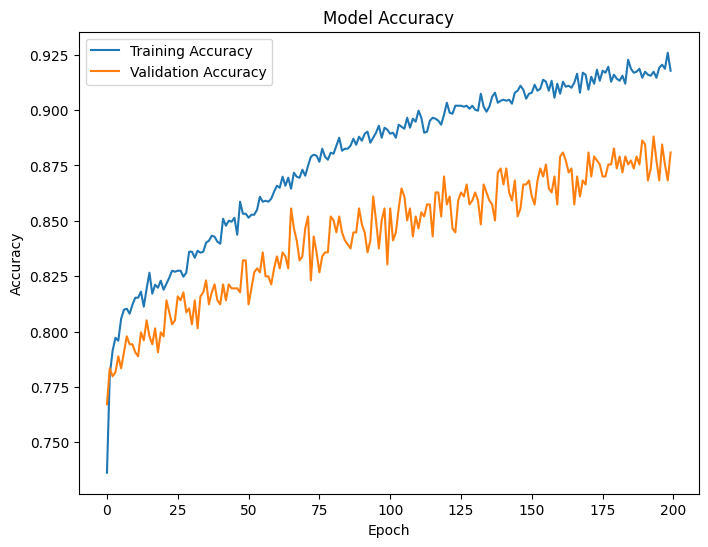 Model Accuracy
Training Accuracy
Validation Accuracy
0.925
0.900
0.875
0.850
0.825
0.800
0.775
0.750
Accuracy
0 25 50 75 100 125 150 175 200
Epoch